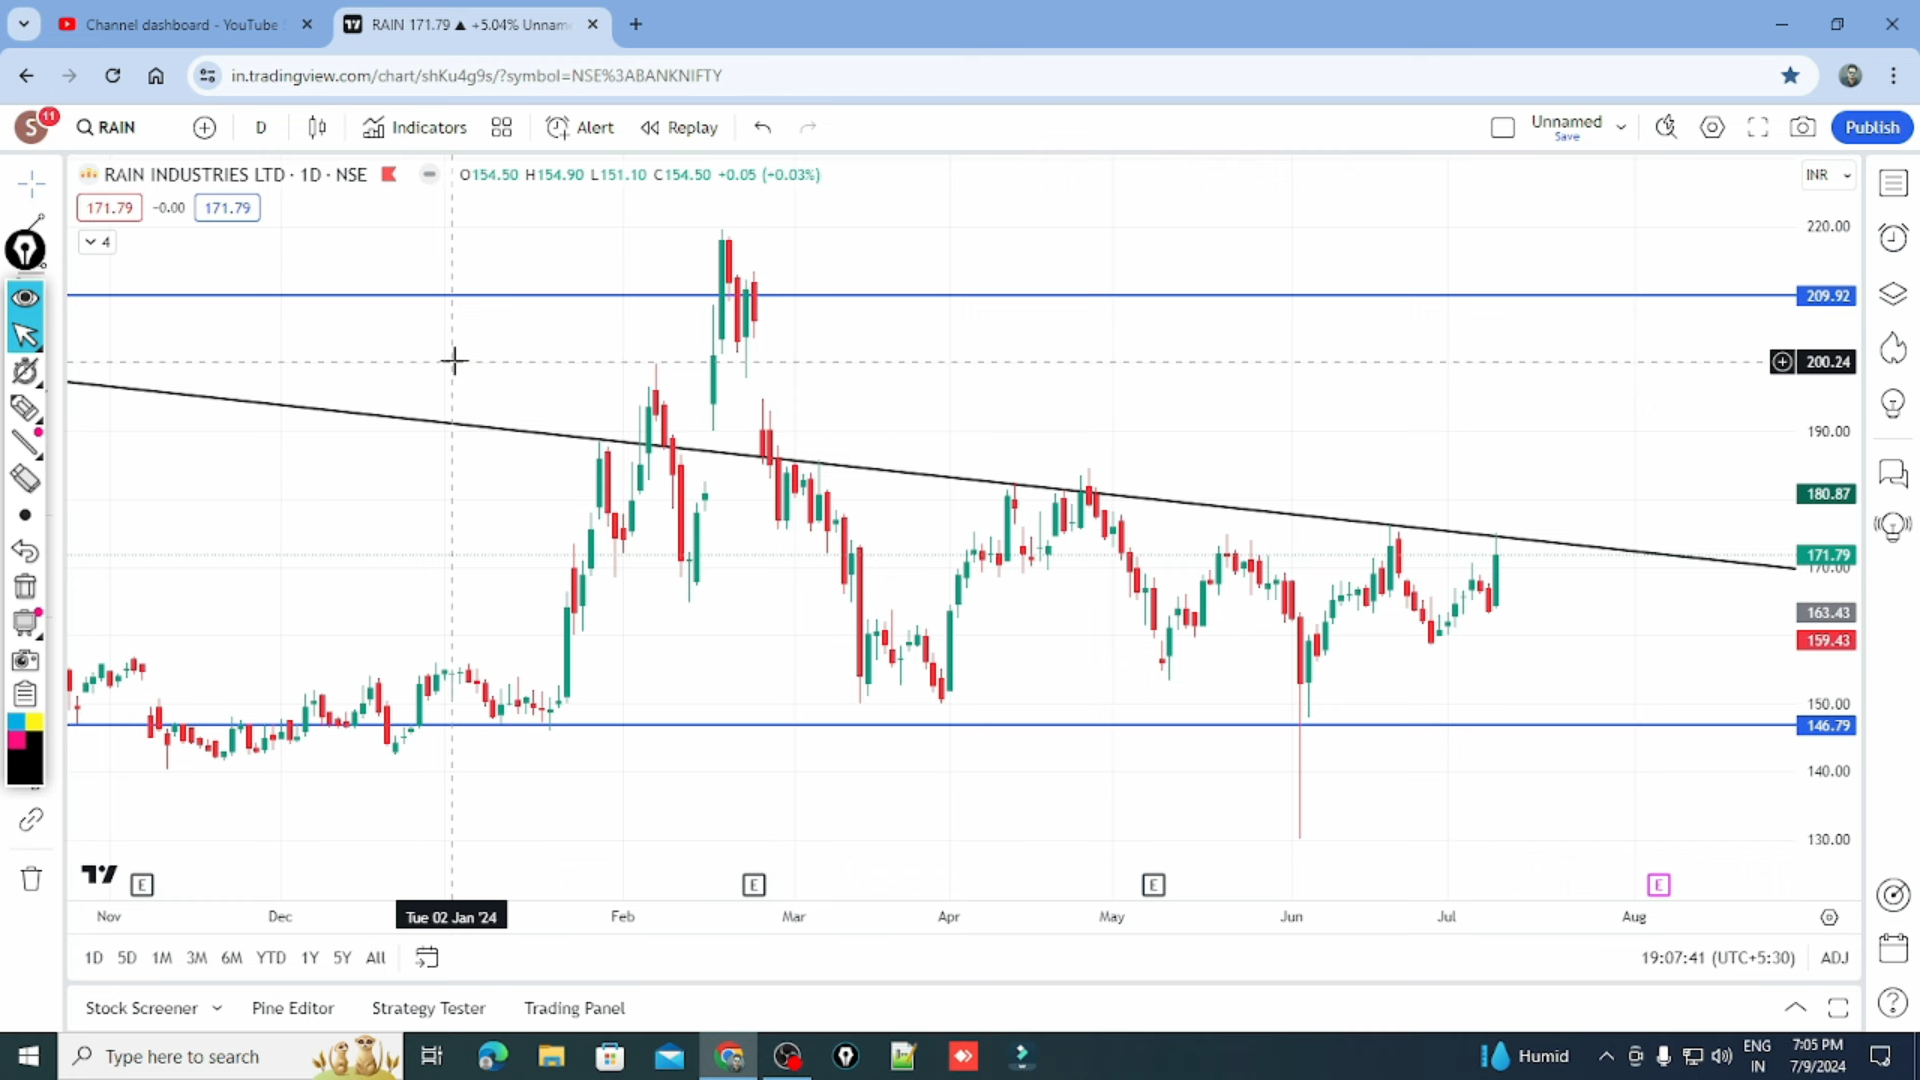 Channel dashboard - YouTube
RAIN 171.79 ▲ +5.04% Unnam
in.tradingview.com/chart/shKu4g9s/?symbol=NSE%3ABANKNIFTY
S 11 RAIN D Indicators Alert Replay Unnamed Save Publish
RAIN INDUSTRIES LTD · 1D · NSE O154.50 H154.90 L151.10 C154.50 +0.05 (+0.03%) INR
171.79 -0.00 171.79
4
220.00
209.92
200.24
190.00
180.87
171.79
170.00
163.43
159.43
150.00
146.79
140.00
130.00
E E E E
Nov Dec Tue 02 Jan '24 Feb Mar Apr May Jun Jul Aug
1D 5D 1M 3M 6M YTD 1Y 5Y All 19:07:41 (UTC+5:30) ADJ
Stock Screener Pine Editor Strategy Tester Trading Panel
Type here to search Humid ENG IN 7:05 PM 7/9/2024